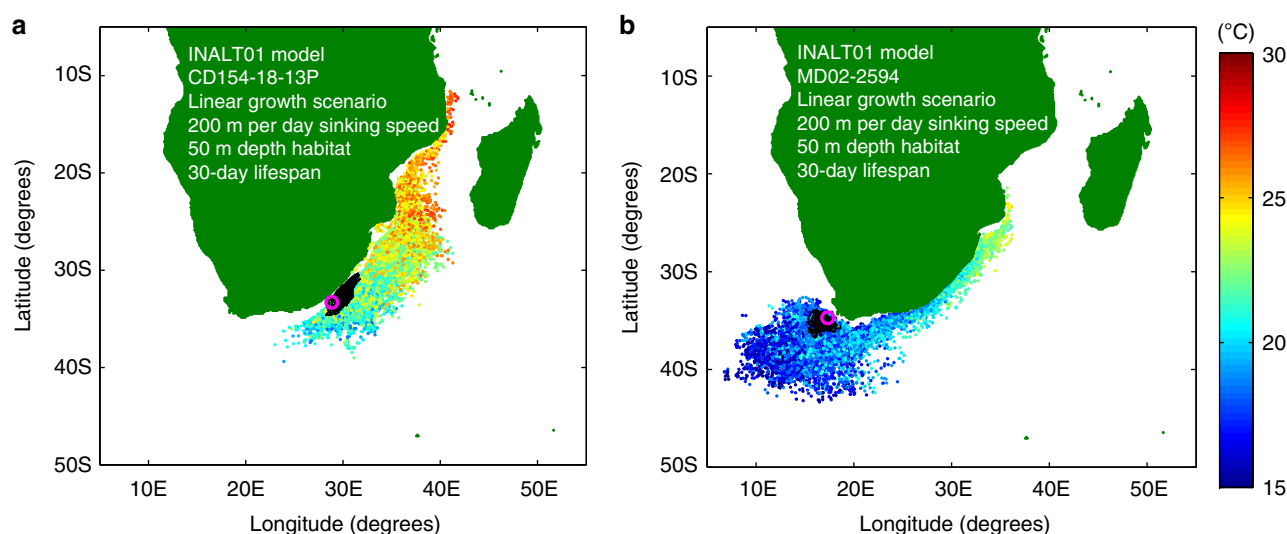 a
INALT01 model
CD154-18-13P
Linear growth scenario
200 m per day sinking speed
50 m depth habitat
30-day lifespan
10S
20S
30S
40S
50S
Latitude (degrees)
10E 20E 30E 40E 50E
Longitude (degrees)
b
INALT01 model
MD02-2594
Linear growth scenario
200 m per day sinking speed
50 m depth habitat
30-day lifespan
10S
20S
30S
40S
50S
Latitude (degrees)
10E 20E 30E 40E 50E
Longitude (degrees)
(°C)
30
25
20
15